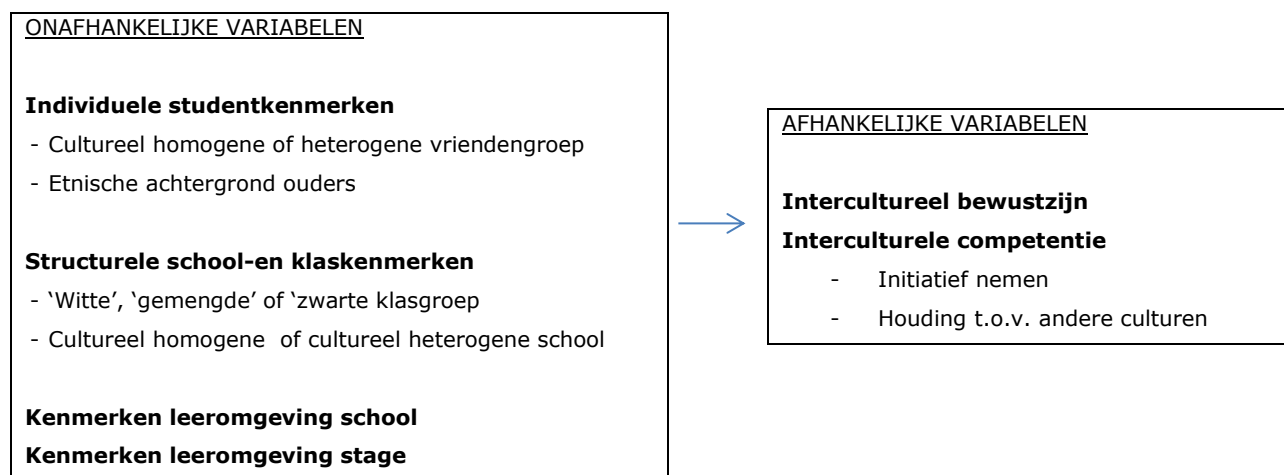 ONAFHANKELIJKE VARIABELEN
Individuele studentkenmerken
- Cultureel homogene of heterogene vriendengroep
- Etnische achtergrond ouders
Structurele school-en klaskenmerken
- ‘Witte’, ‘gemengde’ of ‘zwarte klasgroep
- Cultureel homogene of cultureel heterogene school
Kenmerken leeromgeving school
Kenmerken leeromgeving stage
AFHANKELIJKE VARIABELEN
Intercultureel bewustzijn
Interculturele competentie
- Initiatief nemen
- Houding t.o.v. andere culturen